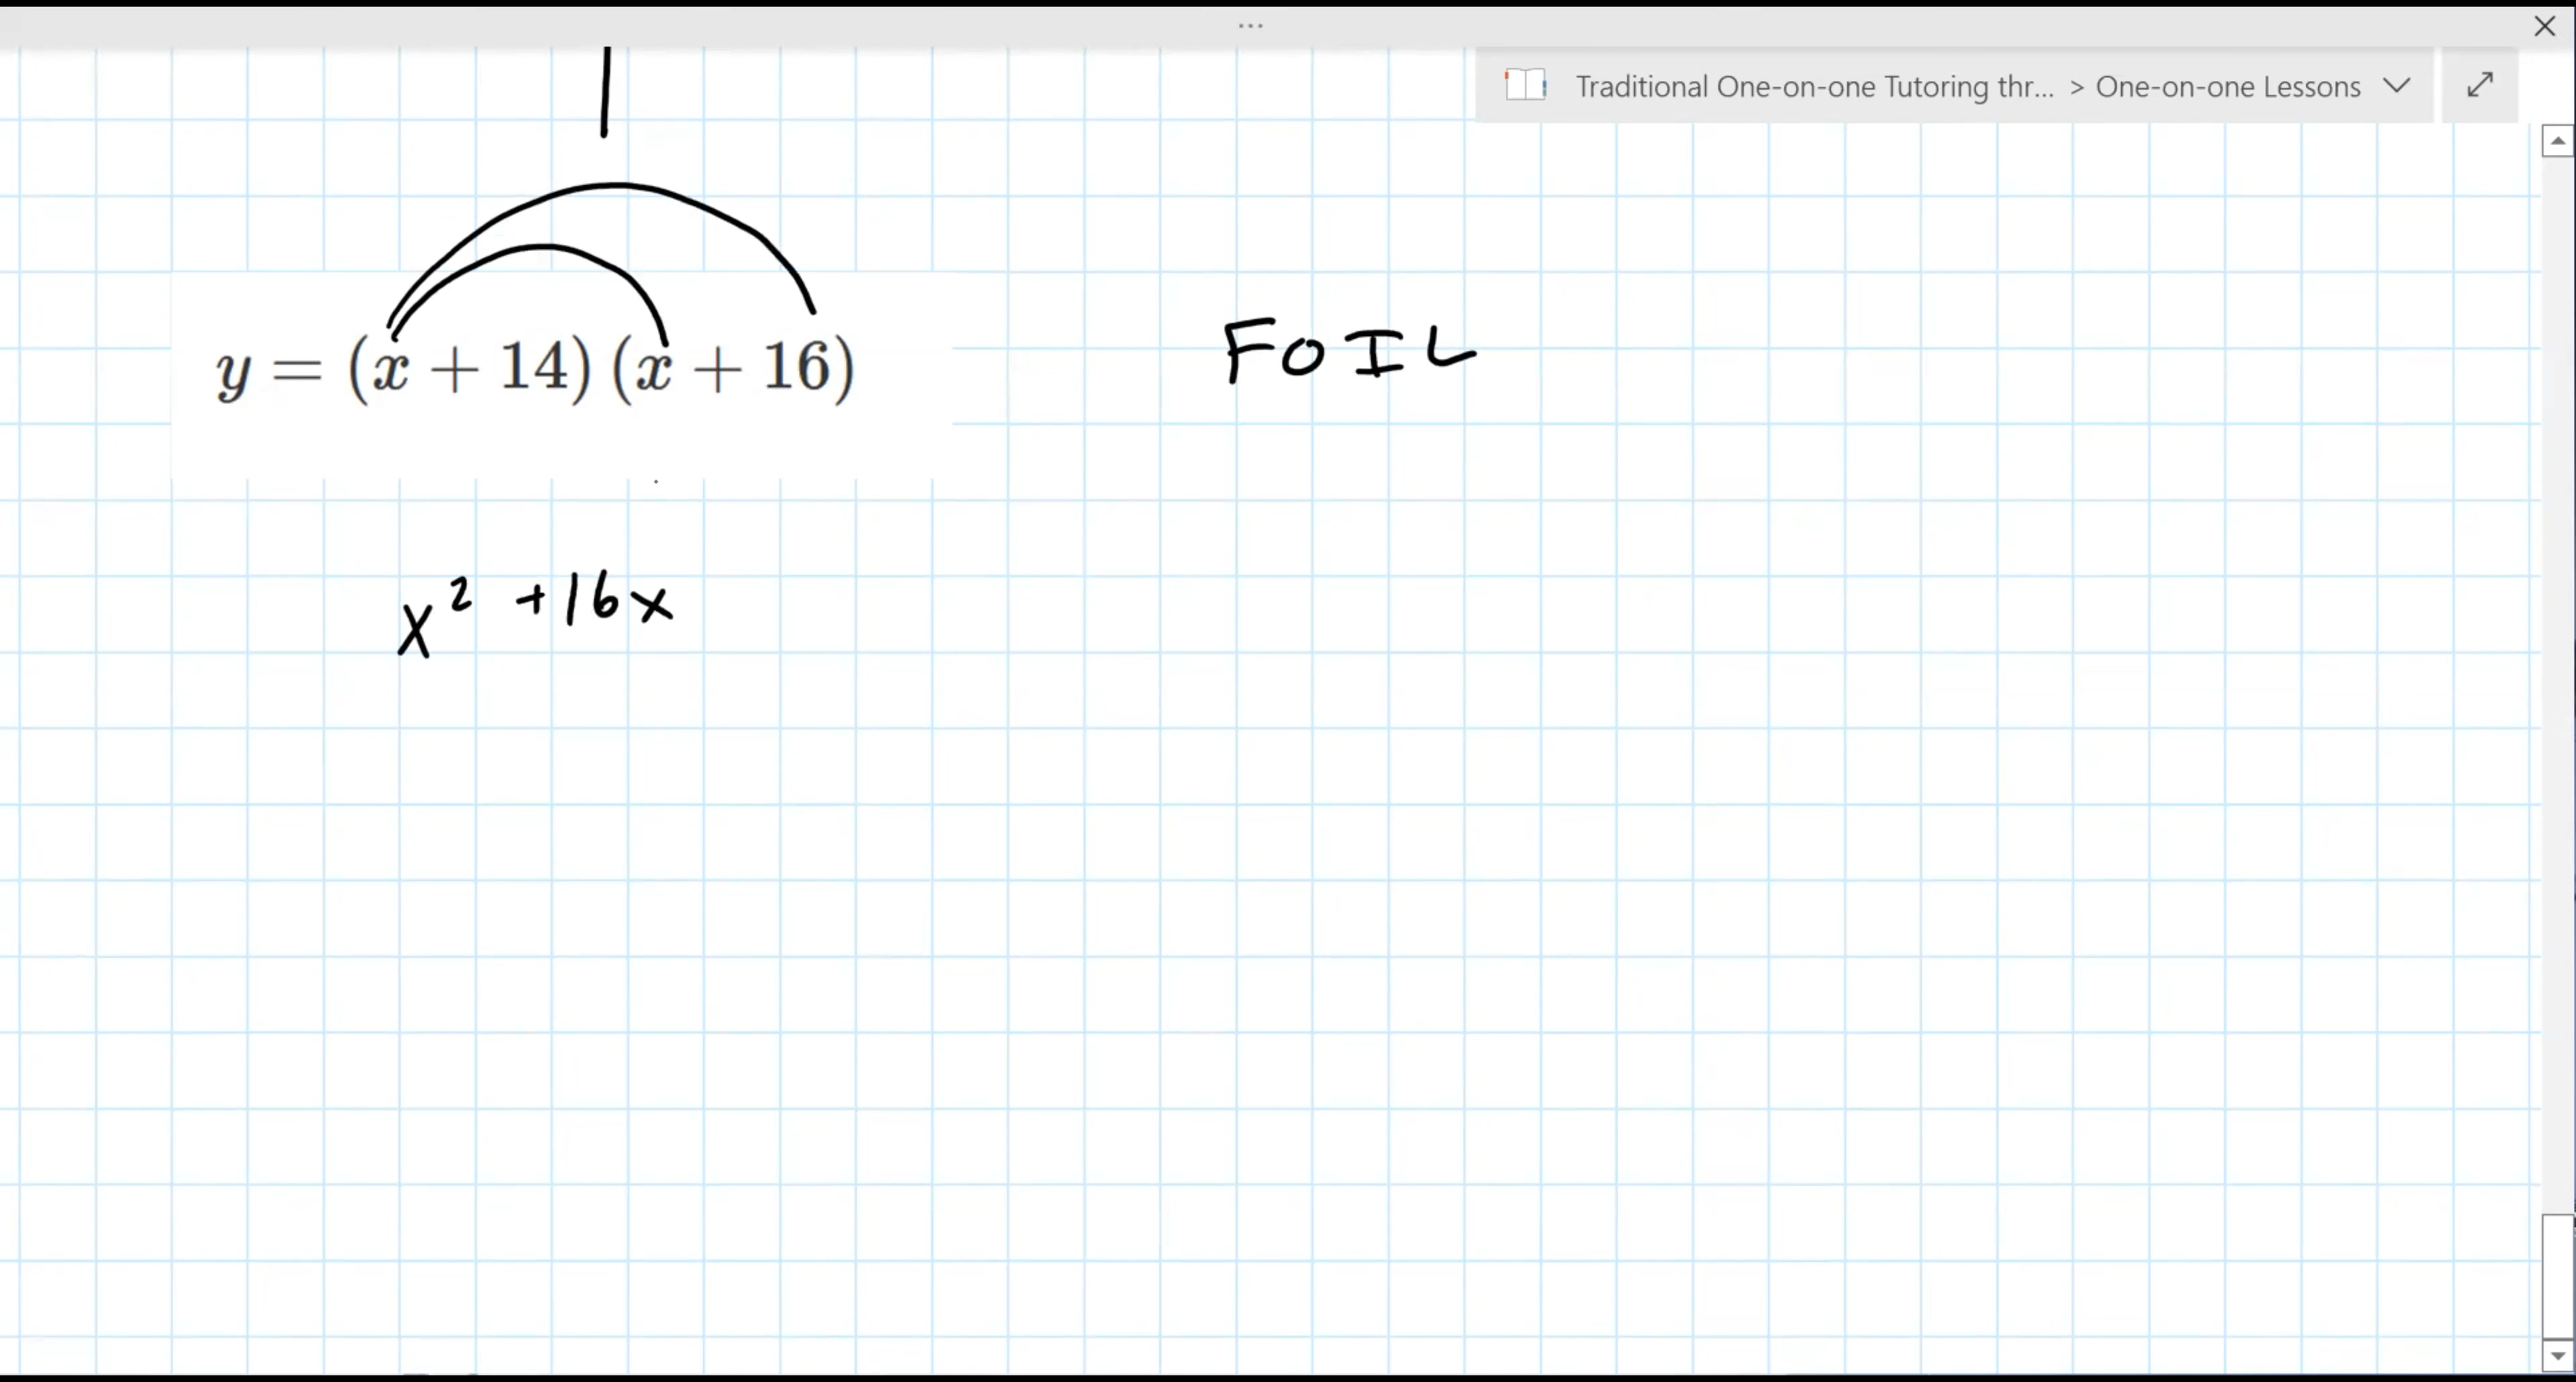 ...
Traditional One-on-one Tutoring thr... > One-on-one Lessons
y = (x + 14) (x + 16)
FOIL
x² +16x